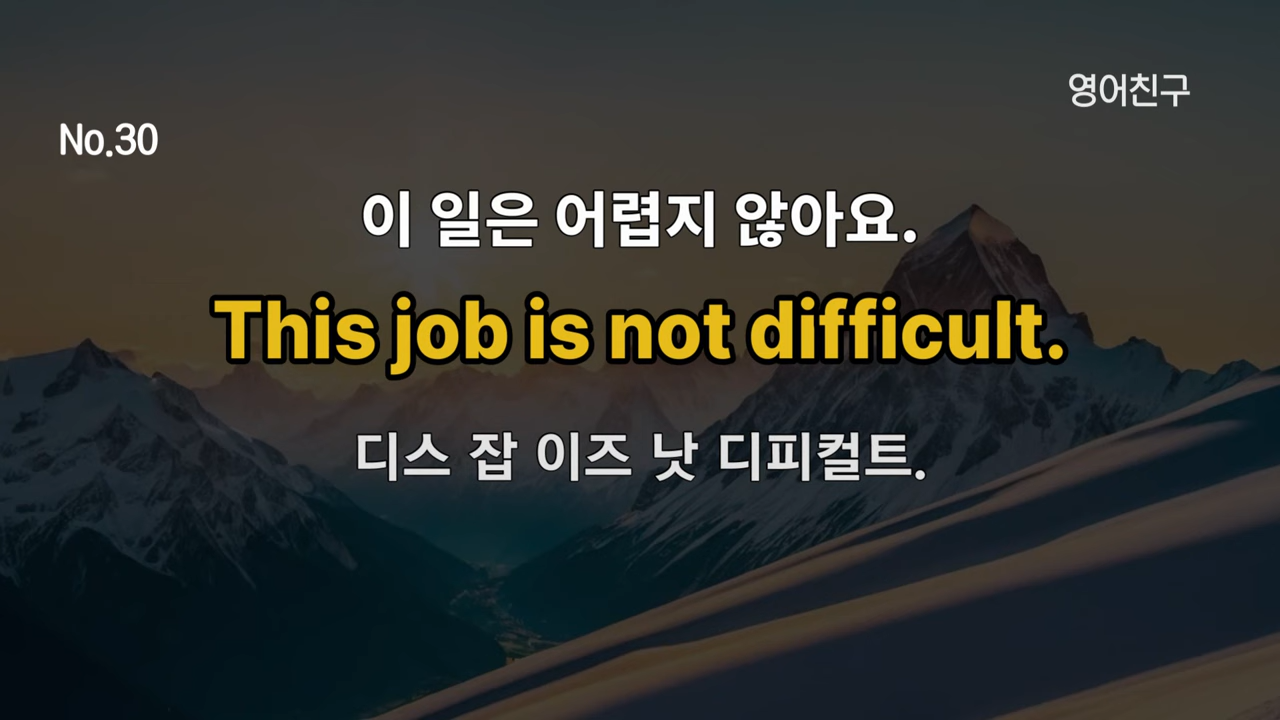 영어친구
No.30
이 일은 어렵지 않아요.
This job is not difficult.
디스 잡 이즈 낫 디피컬트.